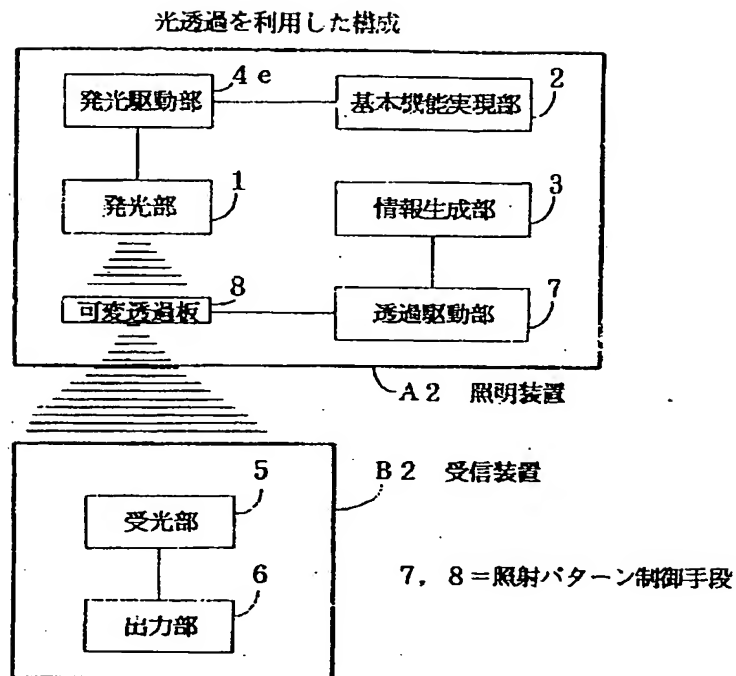 光透過を利用した構成
4e
発光駆動部
2
基本機能実現部
1
発光部
3
情報生成部
8
可変透過板
7
透過駆動部
A2 照明装置
B2 受信装置
5
受光部
6
出力部
7, 8=照射パターン制御手段